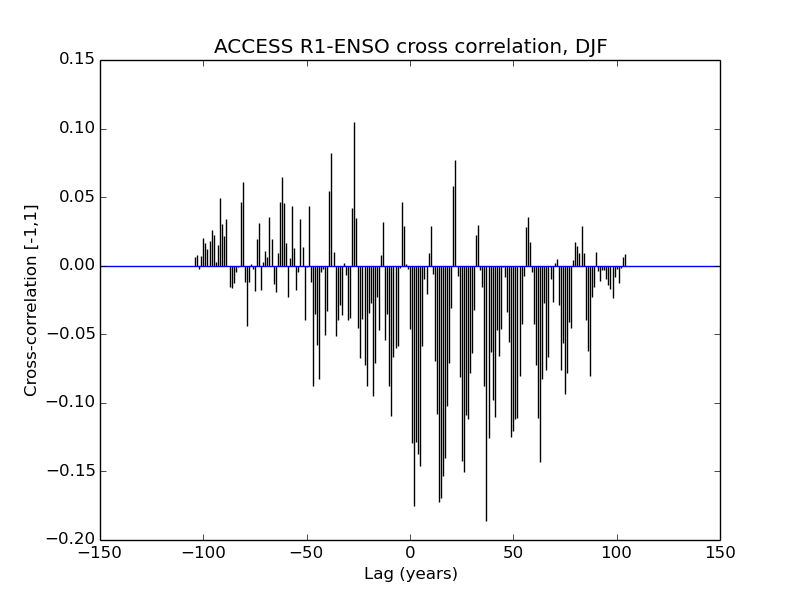 ACCESS R1-ENSO cross correlation, DJF
0.15
0.10
0.05
0.00
−0.05
−0.10
−0.15
−0.20
Cross-correlation [-1,1]
−150 −100 −50 0 50 100 150
Lag (years)